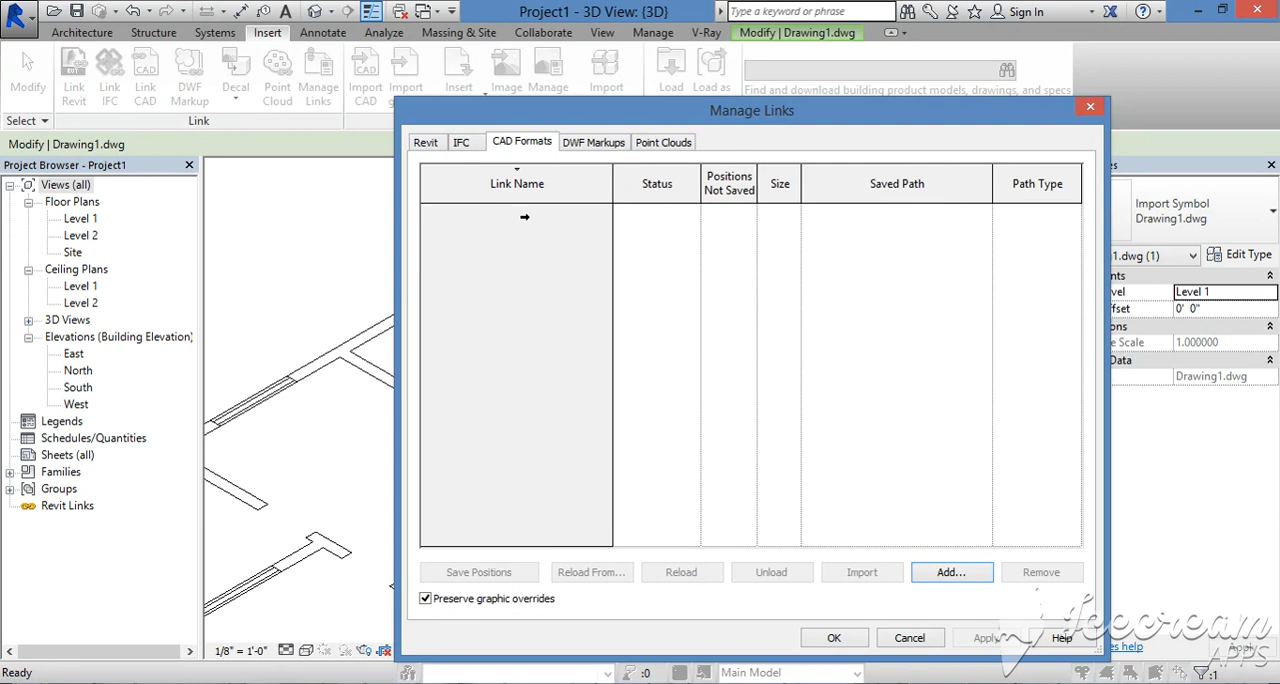 Project1 - 3D View: {3D}
Type a keyword or phrase
Sign In
Architecture Structure Systems Insert Annotate Analyze Massing & Site Collaborate View Manage V-Ray Modify | Drawing1.dwg
Modify
Link Revit
Link IFC
Link CAD
DWF Markup
Decal
Point Cloud
Manage Links
Import CAD
Import
Insert
Image
Manage
Import
Load
Load as
Find and download building product models, drawings, and specs
Select
Link
Modify | Drawing1.dwg
Project Browser - Project1
Views (all)
Floor Plans
Level 1
Level 2
Site
Ceiling Plans
Level 1
Level 2
3D Views
Elevations (Building Elevation)
East
North
South
West
Legends
Schedules/Quantities
Sheets (all)
Families
Groups
Revit Links
Manage Links
Revit IFC CAD Formats DWF Markups Point Clouds
Link Name Status Positions Not Saved Size Saved Path Path Type
Save Positions Reload From... Reload Unload Import Add... Remove
Preserve graphic overrides
OK Cancel Apply Help
Import Symbol
Drawing1.dwg
1.dwg (1) Edit Type
Level 1
0' 0"
1.000000
Data
Drawing1.dwg
1/8" = 1'-0"
Ready
:0
Main Model
:1
Icecream
APPS